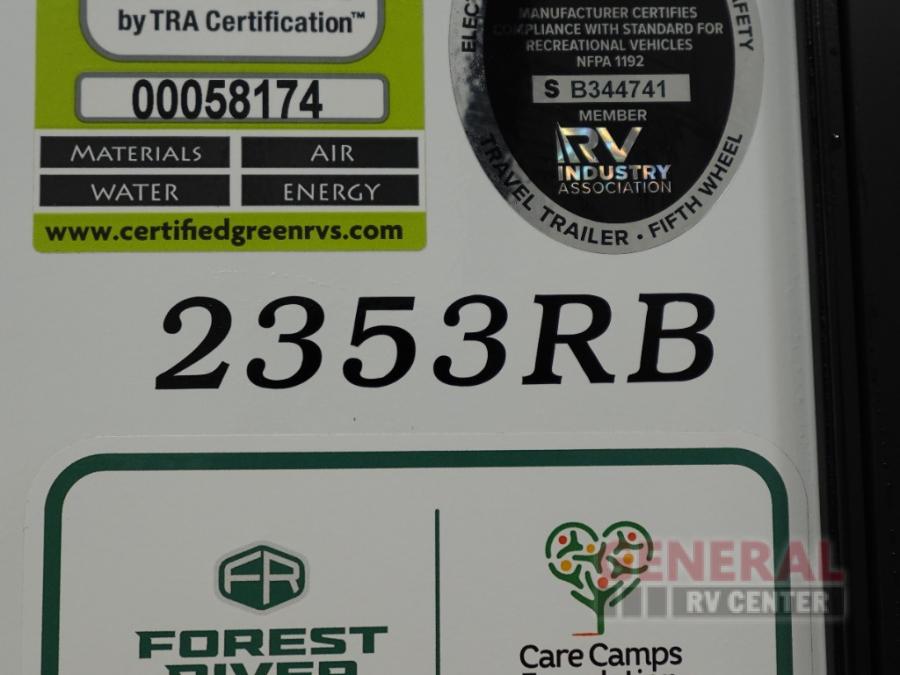 by TRA Certification™
00058174
MATERIALS
AIR
WATER
ENERGY
www.certifiedgreenrvs.com
MANUFACTURER CERTIFIES
COMPLIANCE WITH STANDARD FOR
RECREATIONAL VEHICLES
NFPA 1192
S B344741
MEMBER
RV
INDUSTRY
ASSOCIATION
TRAVEL TRAILER • FIFTH WHEEL
2353RB
FR
FOREST
RIVER
Care Camps
Foundation
GENERAL
RV CENTER